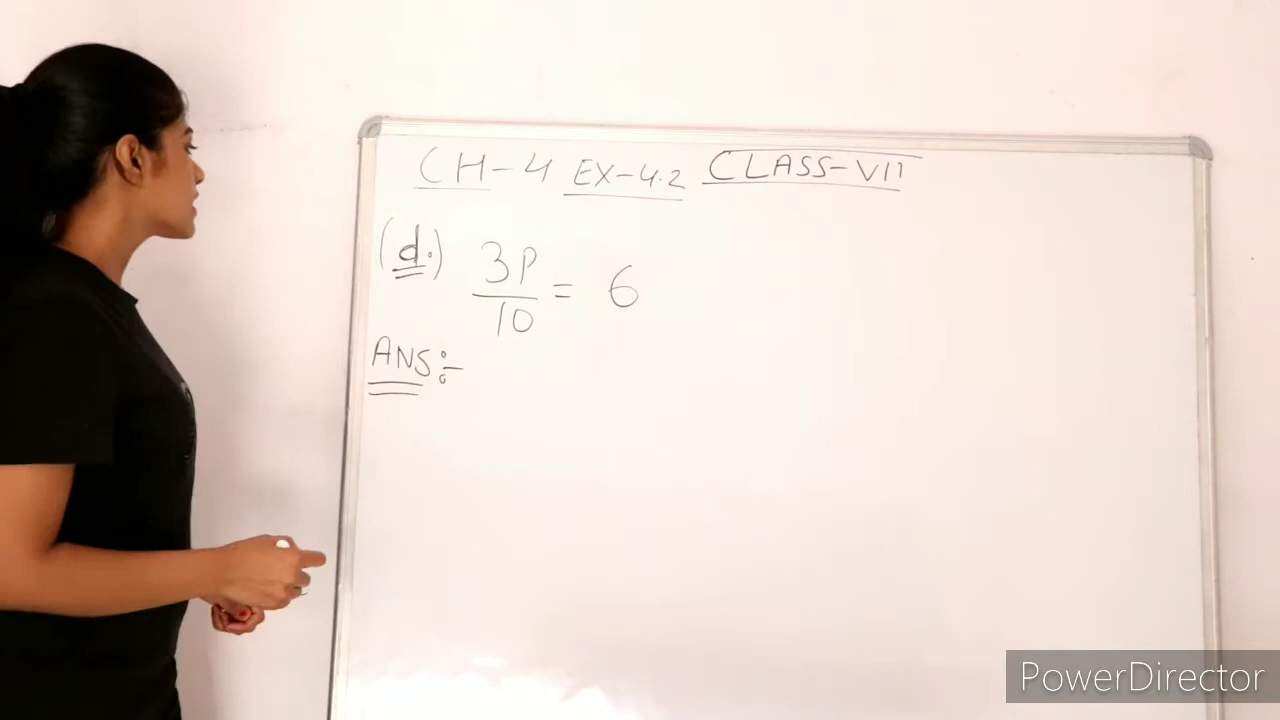 CH-4 EX-4.2 CLASS-VII
(d.) 3P/10 = 6
ANS:-
PowerDirector